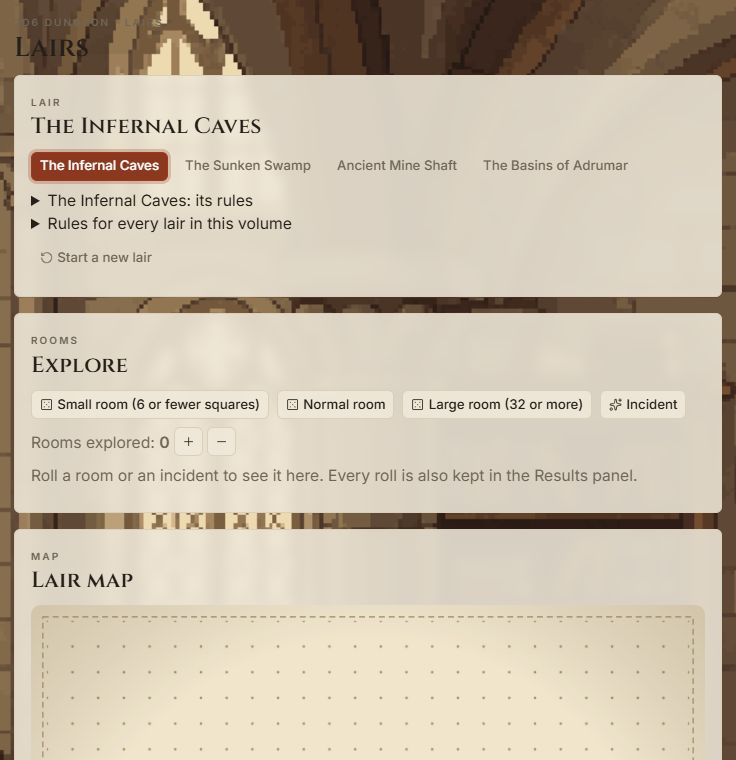 D6 DUNGEON · LAIRS
Lairs
LAIR
The Infernal Caves
The Infernal Caves The Sunken Swamp Ancient Mine Shaft The Basins of Adrumar
The Infernal Caves: its rules
Rules for every lair in this volume
Start a new lair
ROOMS
Explore
Small room (6 or fewer squares) Normal room Large room (32 or more) Incident
Rooms explored: 0 + −
Roll a room or an incident to see it here. Every roll is also kept in the Results panel.
MAP
Lair map